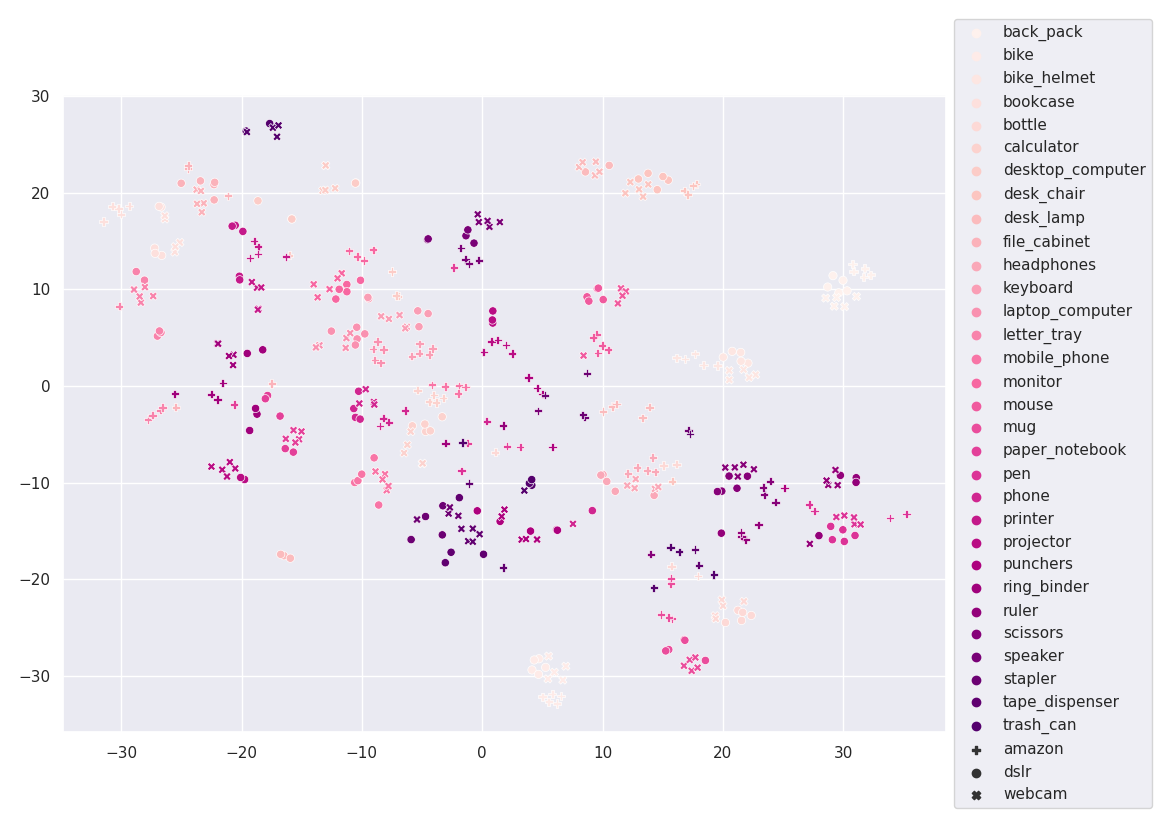 30
20
10
0
−10
−20
−30
−30
−20
−10
0
10
20
30
back_pack
bike
bike_helmet
bookcase
bottle
calculator
desktop_computer
desk_chair
desk_lamp
file_cabinet
headphones
keyboard
laptop_computer
letter_tray
mobile_phone
monitor
mouse
mug
paper_notebook
pen
phone
printer
projector
punchers
ring_binder
ruler
scissors
speaker
stapler
tape_dispenser
trash_can
amazon
dslr
webcam